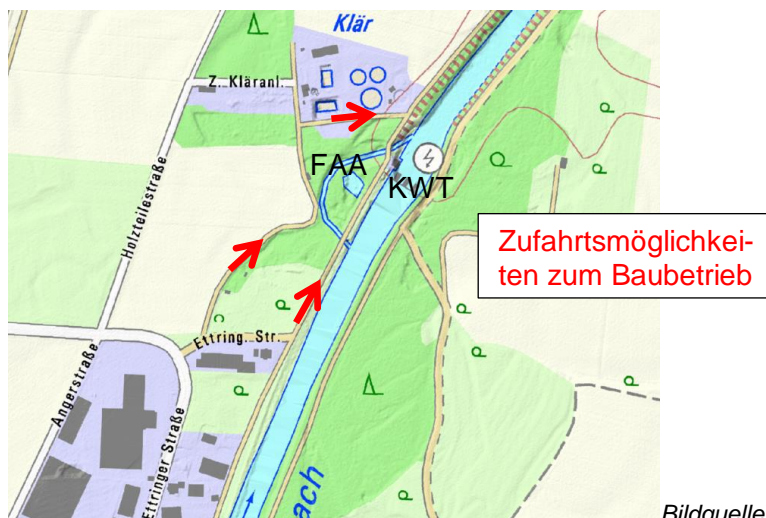 Klär
Z. Kläranl.
FAA
KWT
Holzteilestraße
Zufahrtsmöglichkei-
ten zum Baubetrieb
Ettring. Str.
Angerstraße
Ettringer Straße
ach
Bildquelle